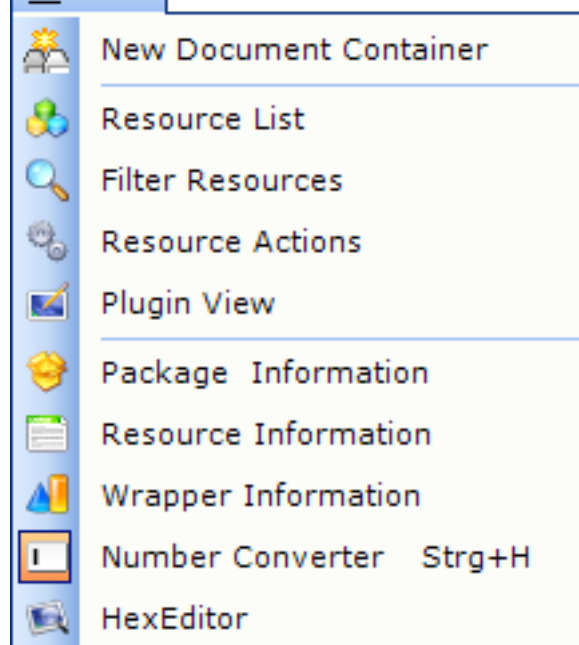 New Document Container
Resource List
Filter Resources
Resource Actions
Plugin View
Package Information
Resource Information
Wrapper Information
Number Converter Strg+H
HexEditor